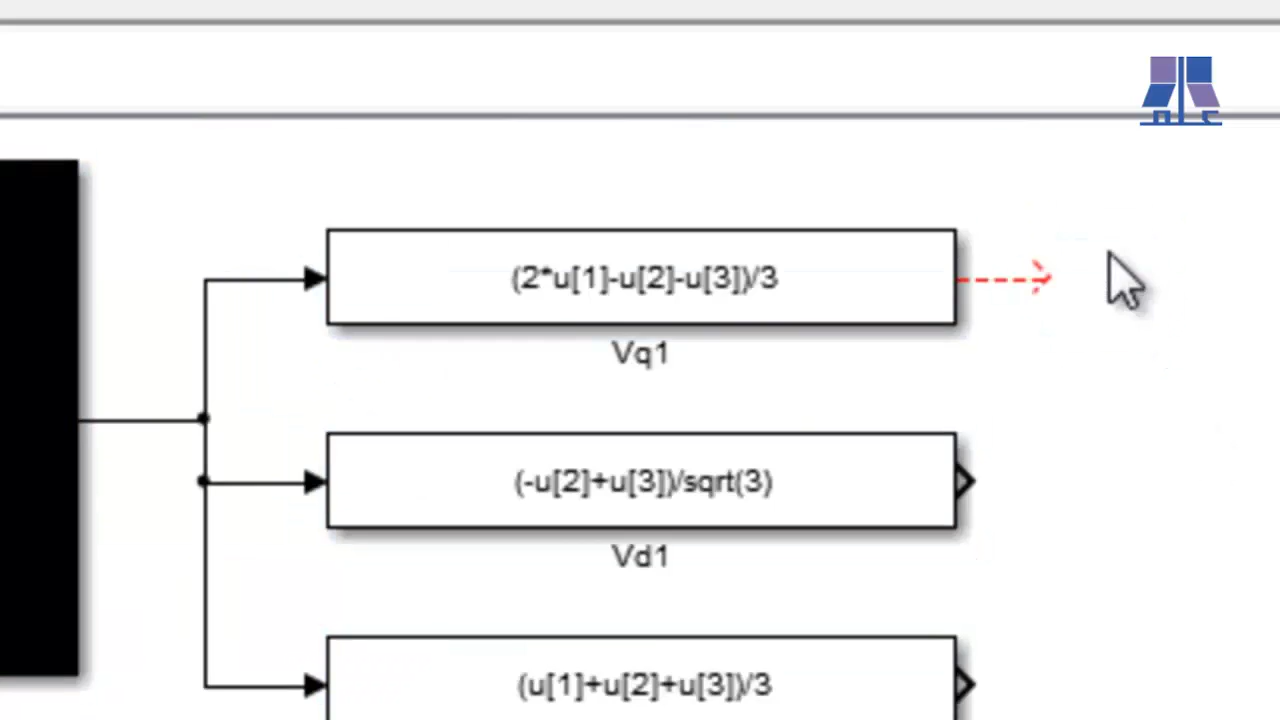 (2*u[1]-u[2]-u[3])/3
Vq1
(-u[2]+u[3])/sqrt(3)
Vd1
(u[1]+u[2]+u[3])/3